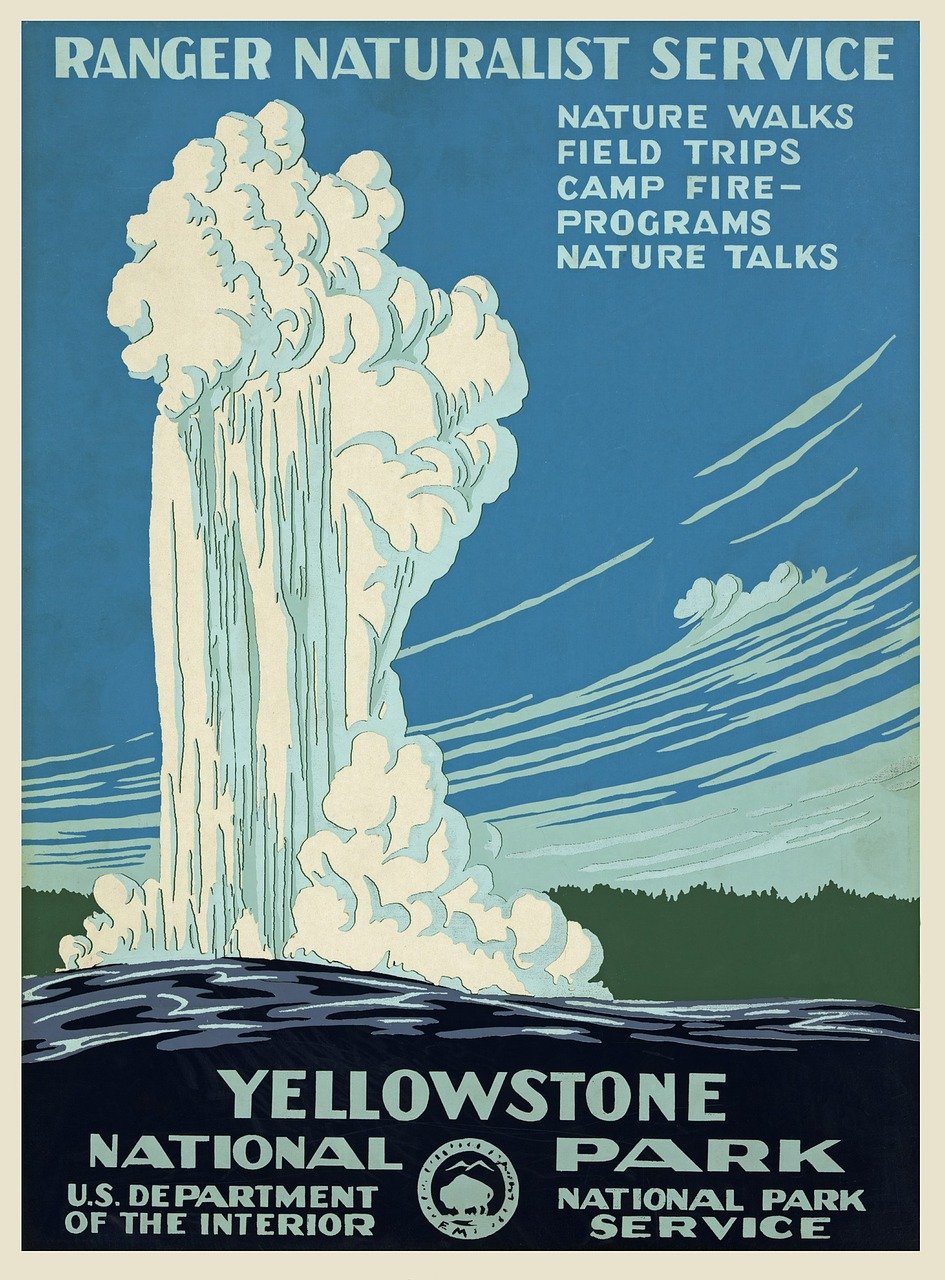 RANGER NATURALIST SERVICE
NATURE WALKS
FIELD TRIPS
CAMP FIRE–
PROGRAMS
NATURE TALKS
YELLOWSTONE
NATIONAL PARK
U.S. DEPARTMENT
OF THE INTERIOR
NATIONAL PARK
SERVICE